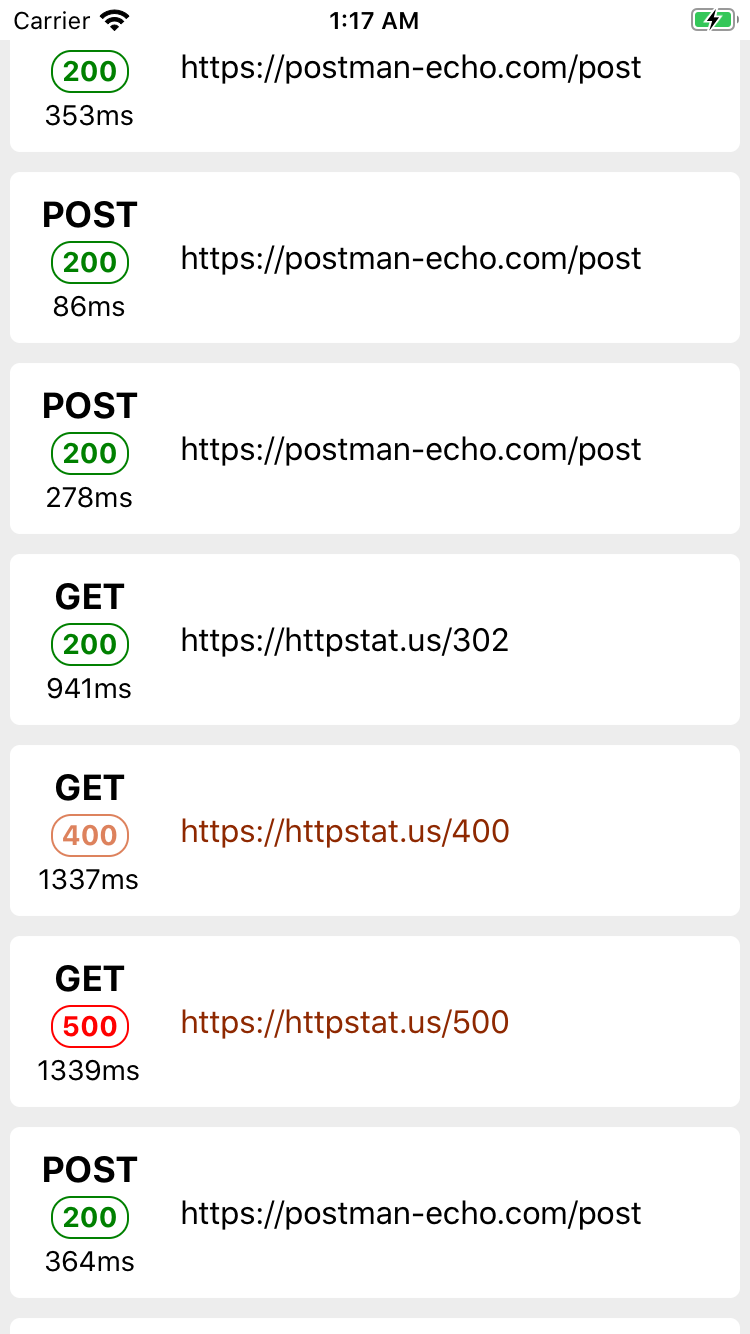 Carrier 1:17 AM
200 https://postman-echo.com/post
353ms
POST
200 https://postman-echo.com/post
86ms
POST
200 https://postman-echo.com/post
278ms
GET
200 https://httpstat.us/302
941ms
GET
400 https://httpstat.us/400
1337ms
GET
500 https://httpstat.us/500
1339ms
POST
200 https://postman-echo.com/post
364ms